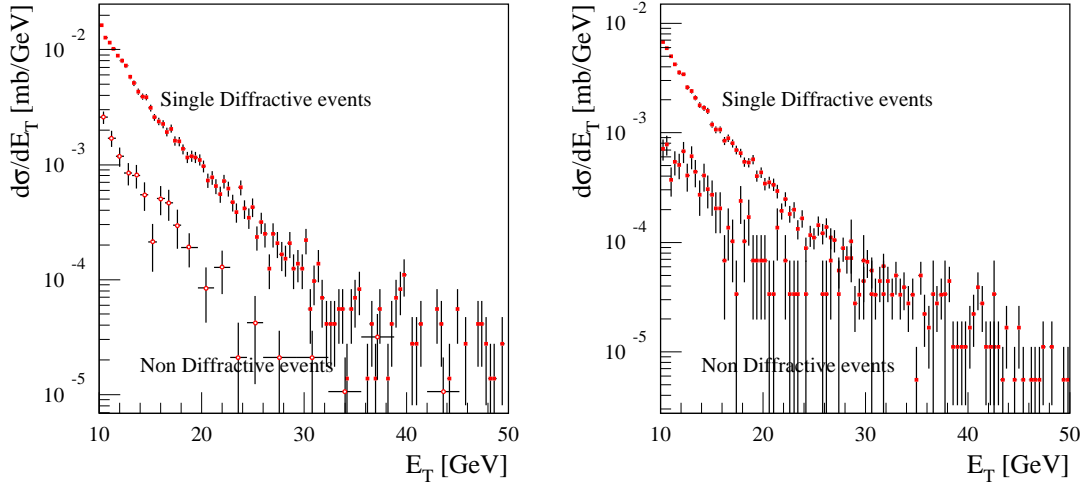 dσ/dE_T [mb/GeV]
10^-2
10^-3
10^-4
10^-5
Single Diffractive events
Non Diffractive events
10 20 30 40 50
E_T [GeV]
dσ/dE_T [mb/GeV]
10^-2
10^-3
10^-4
10^-5
Single Diffractive events
Non Diffractive events
10 20 30 40 50
E_T [GeV]